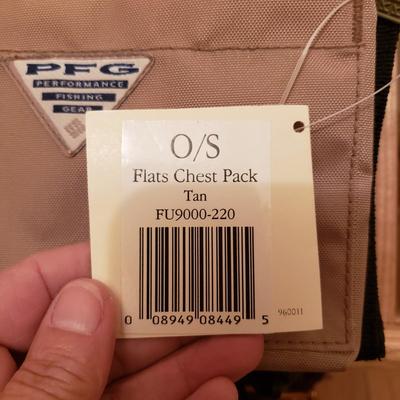 PFG
PERFORMANCE
FISHING
GEAR
O/S
Flats Chest Pack
Tan
FU9000-220
960011
0 08949 08449 5